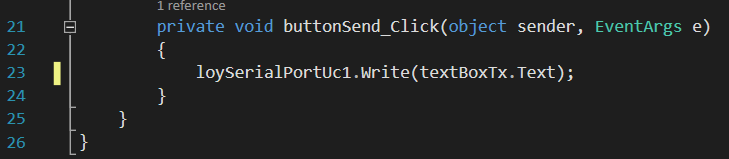 1 reference
21 private void buttonSend_Click(object sender, EventArgs e)
22 {
23 loySerialPortUc1.Write(textBoxTx.Text);
24 }
25 }
26 }